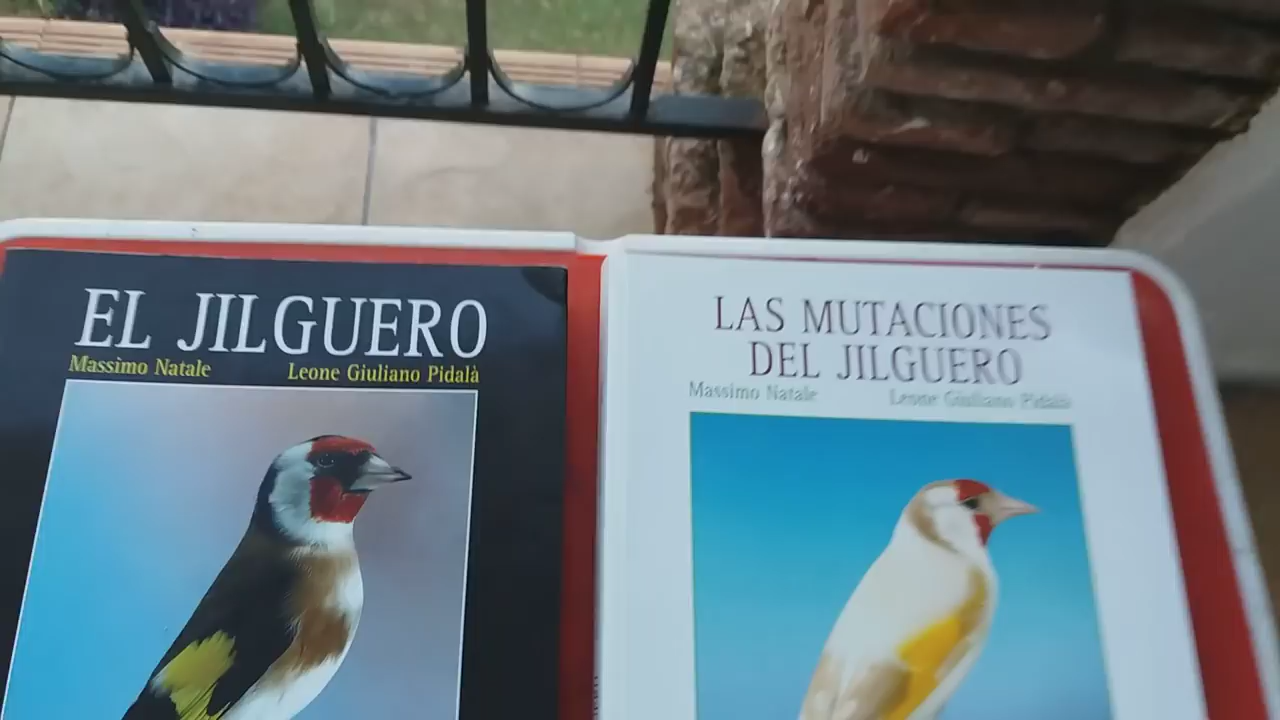 EL JILGUERO
Massimo Natale Leone Giuliano Pidalà
LAS MUTACIONES
DEL JILGUERO
Massimo Natale Leone Giuliano Pidalà